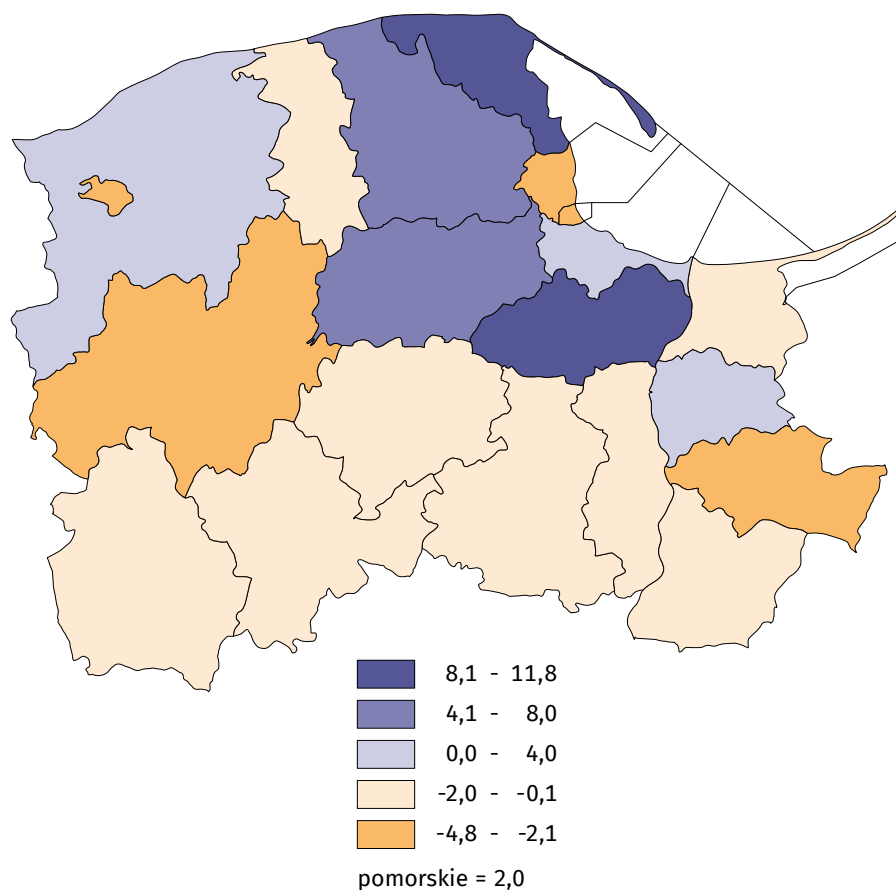 8,1 - 11,8
4,1 - 8,0
0,0 - 4,0
-2,0 - -0,1
-4,8 - -2,1
pomorskie = 2,0